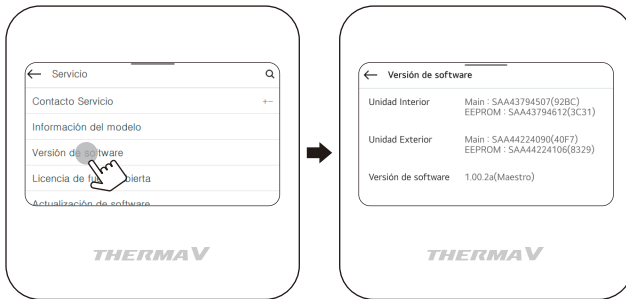 Servicio
Contacto Servicio
Información del modelo
Versión de software
Licencia de fu bierta
Actualización de software
THERMAV
Versión de software
Unidad Interior Main : SAA43794507(92BC)
EEPROM : SAA43794612(3C31)
Unidad Exterior Main : SAA44224090(40F7)
EEPROM : SAA44224106(8329)
Versión de software 1.00.2a(Maestro)
THERMAV